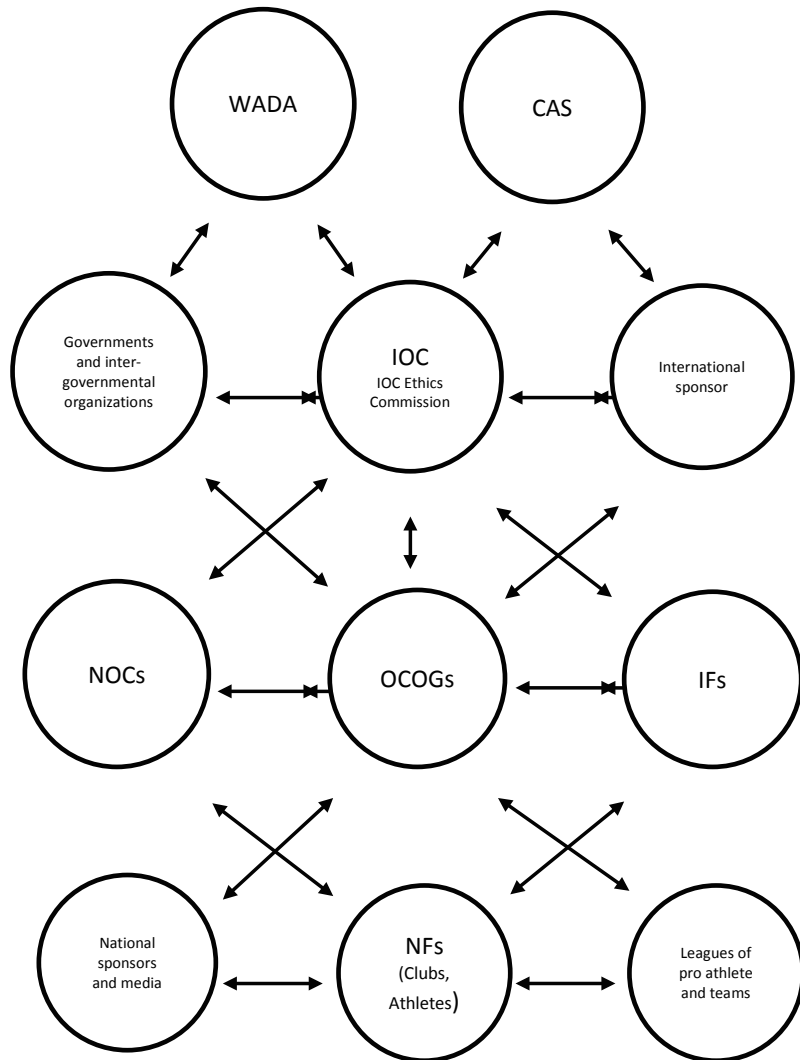 WADA
CAS
Governments
and inter-
governmental
organizations
IOC
IOC Ethics
Commission
International
sponsor
NOCs
OCOGs
IFs
National
sponsors
and media
NFs
(Clubs,
Athletes)
Leagues of
pro athlete
and teams